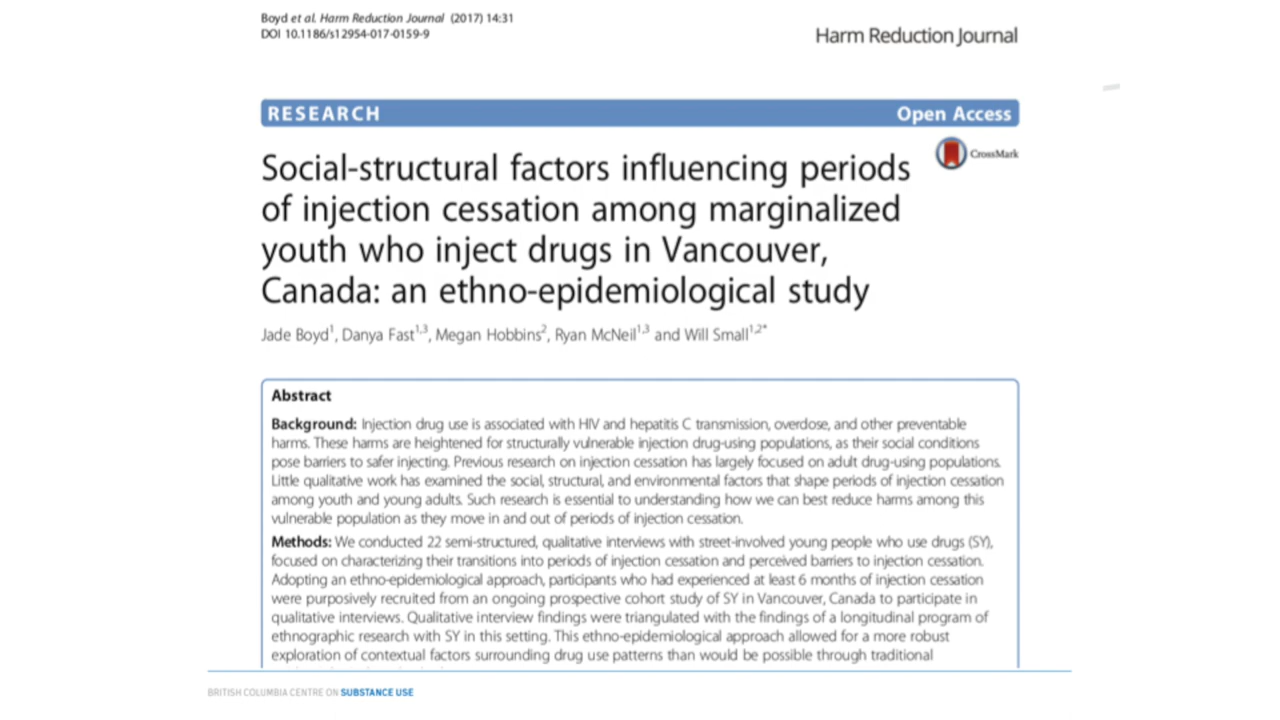 Boyd et al. Harm Reduction Journal (2017) 14:31
DOI 10.1186/s12954-017-0159-9
Harm Reduction Journal
RESEARCH Open Access
CrossMark
Social-structural factors influencing periods
of injection cessation among marginalized
youth who inject drugs in Vancouver,
Canada: an ethno-epidemiological study
Jade Boyd1, Danya Fast1,3, Megan Hobbins2, Ryan McNeil1,3 and Will Small1,2*
Abstract
Background: Injection drug use is associated with HIV and hepatitis C transmission, overdose, and other preventable
harms. These harms are heightened for structurally vulnerable injection drug-using populations, as their social conditions
pose barriers to safer injecting. Previous research on injection cessation has largely focused on adult drug-using populations.
Little qualitative work has examined the social, structural, and environmental factors that shape periods of injection cessation
among youth and young adults. Such research is essential to understanding how we can best reduce harms among this
vulnerable population as they move in and out of periods of injection cessation.
Methods: We conducted 22 semi-structured, qualitative interviews with street-involved young people who use drugs (SY),
focused on characterizing their transitions into periods of injection cessation and perceived barriers to injection cessation.
Adopting an ethno-epidemiological approach, participants who had experienced at least 6 months of injection cessation
were purposively recruited from an ongoing prospective cohort study of SY in Vancouver, Canada to participate in
qualitative interviews. Qualitative interview findings were triangulated with the findings of a longitudinal program of
ethnographic research with SY in this setting. This ethno-epidemiological approach allowed for a more robust
exploration of contextual factors surrounding drug use patterns than would be possible through traditional
BRITISH COLUMBIA CENTRE ON SUBSTANCE USE